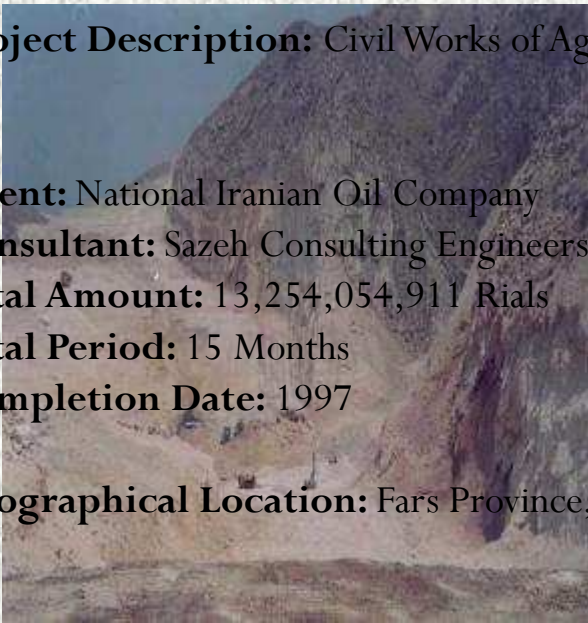 oject Description: Civil Works of Ag
ent: National Iranian Oil Company
nsultant: Sazeh Consulting Engineers
tal Amount: 13,254,054,911 Rials
tal Period: 15 Months
mpletion Date: 1997
ographical Location: Fars Province,